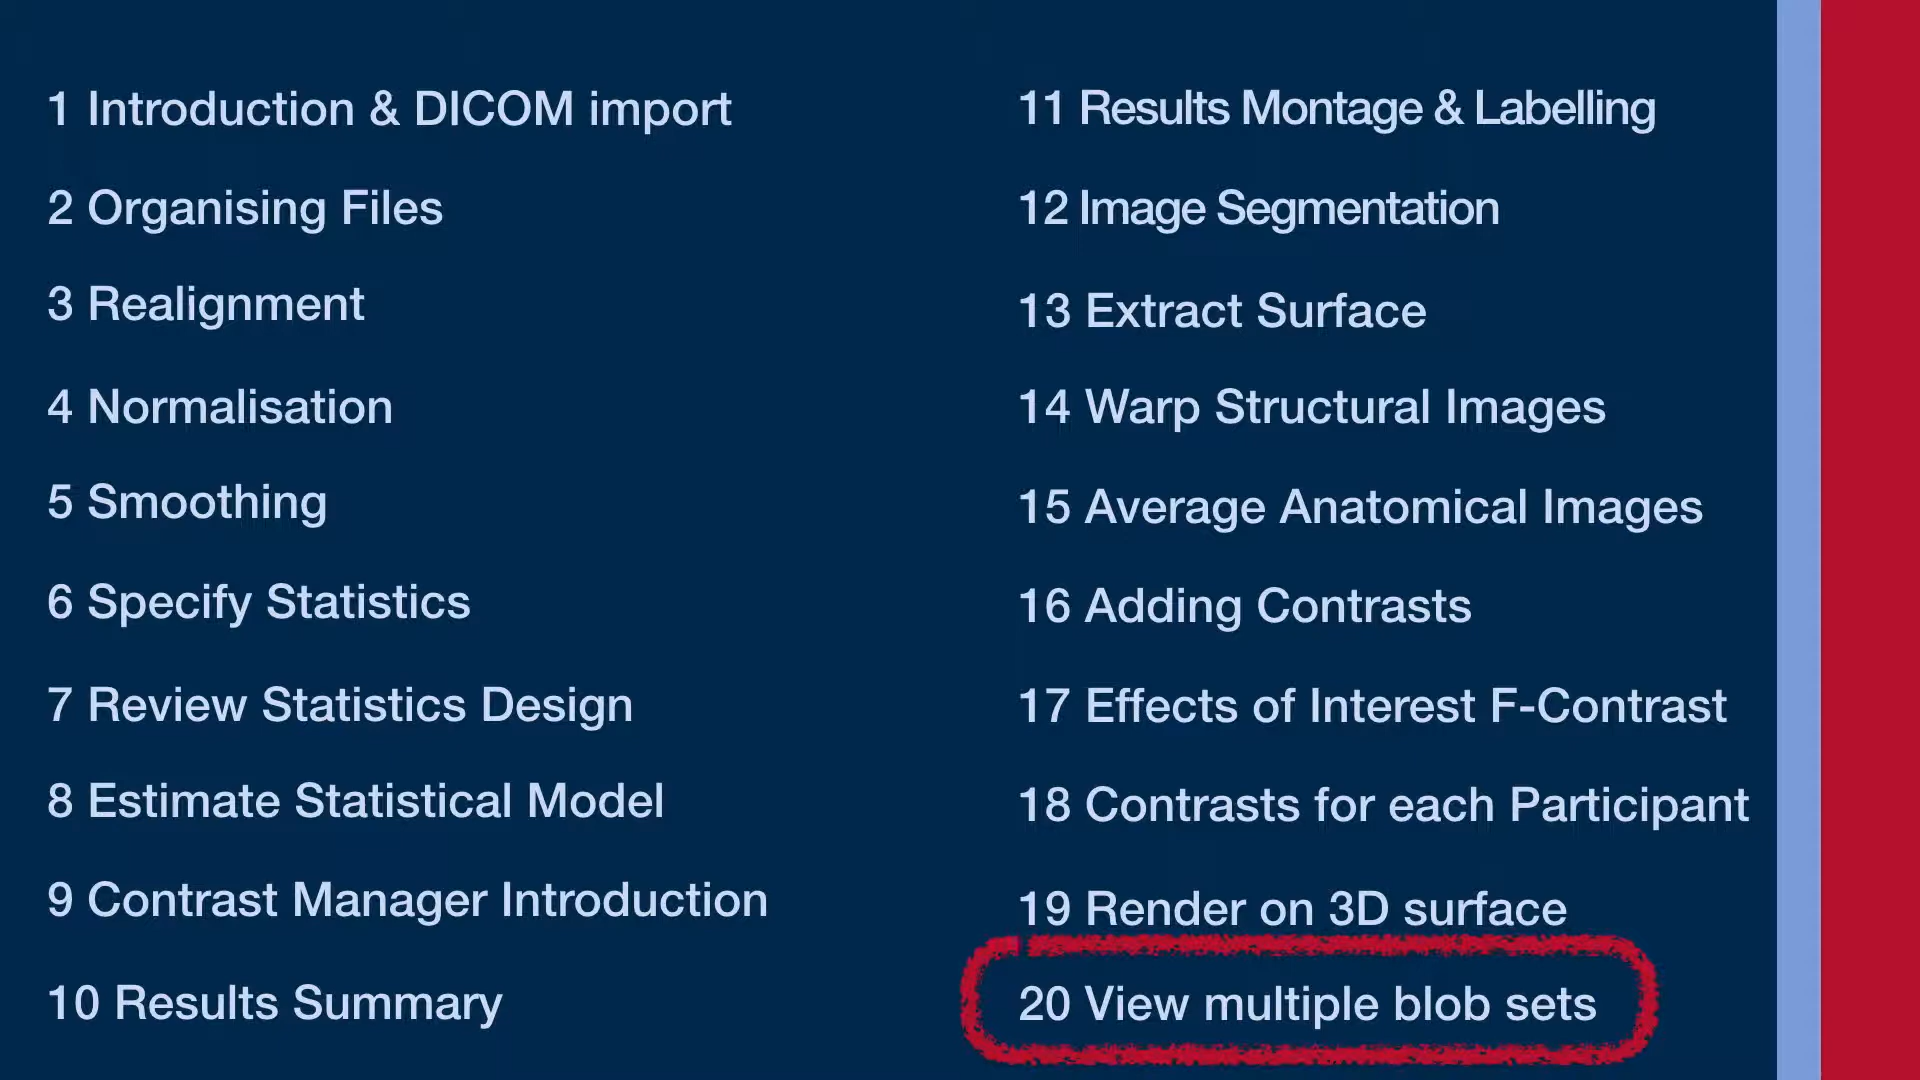 1 Introduction & DICOM import
2 Organising Files
3 Realignment
4 Normalisation
5 Smoothing
6 Specify Statistics
7 Review Statistics Design
8 Estimate Statistical Model
9 Contrast Manager Introduction
10 Results Summary
11 Results Montage & Labelling
12 Image Segmentation
13 Extract Surface
14 Warp Structural Images
15 Average Anatomical Images
16 Adding Contrasts
17 Effects of Interest F-Contrast
18 Contrasts for each Participant
19 Render on 3D surface
20 View multiple blob sets